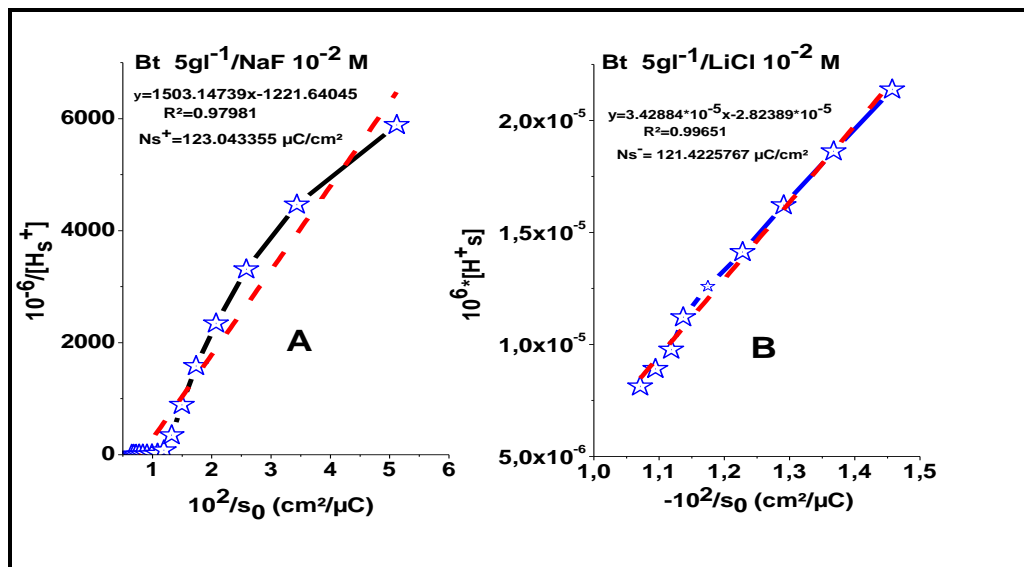 Bt 5gl⁻¹/NaF 10⁻² M
y=1503.14739x-1221.64045
R²=0.97981
Ns⁺=123.043355 µC/cm²
10⁻⁶/[Hs⁺]
6000
4000
2000
0
A
1 2 3 4 5 6
10²/s₀ (cm²/µC)
Bt 5gl⁻¹/LiCl 10⁻² M
y=3.42884*10⁻⁵x-2.82389*10⁻⁵
R²=0.99651
Ns⁻= 121.4225767 µC/cm²
10⁶*[H⁺s]
2,0x10⁻⁵
1,5x10⁻⁵
1,0x10⁻⁵
5,0x10⁻⁶
B
1,0 1,1 1,2 1,3 1,4 1,5
-10²/s₀ (cm²/µC)